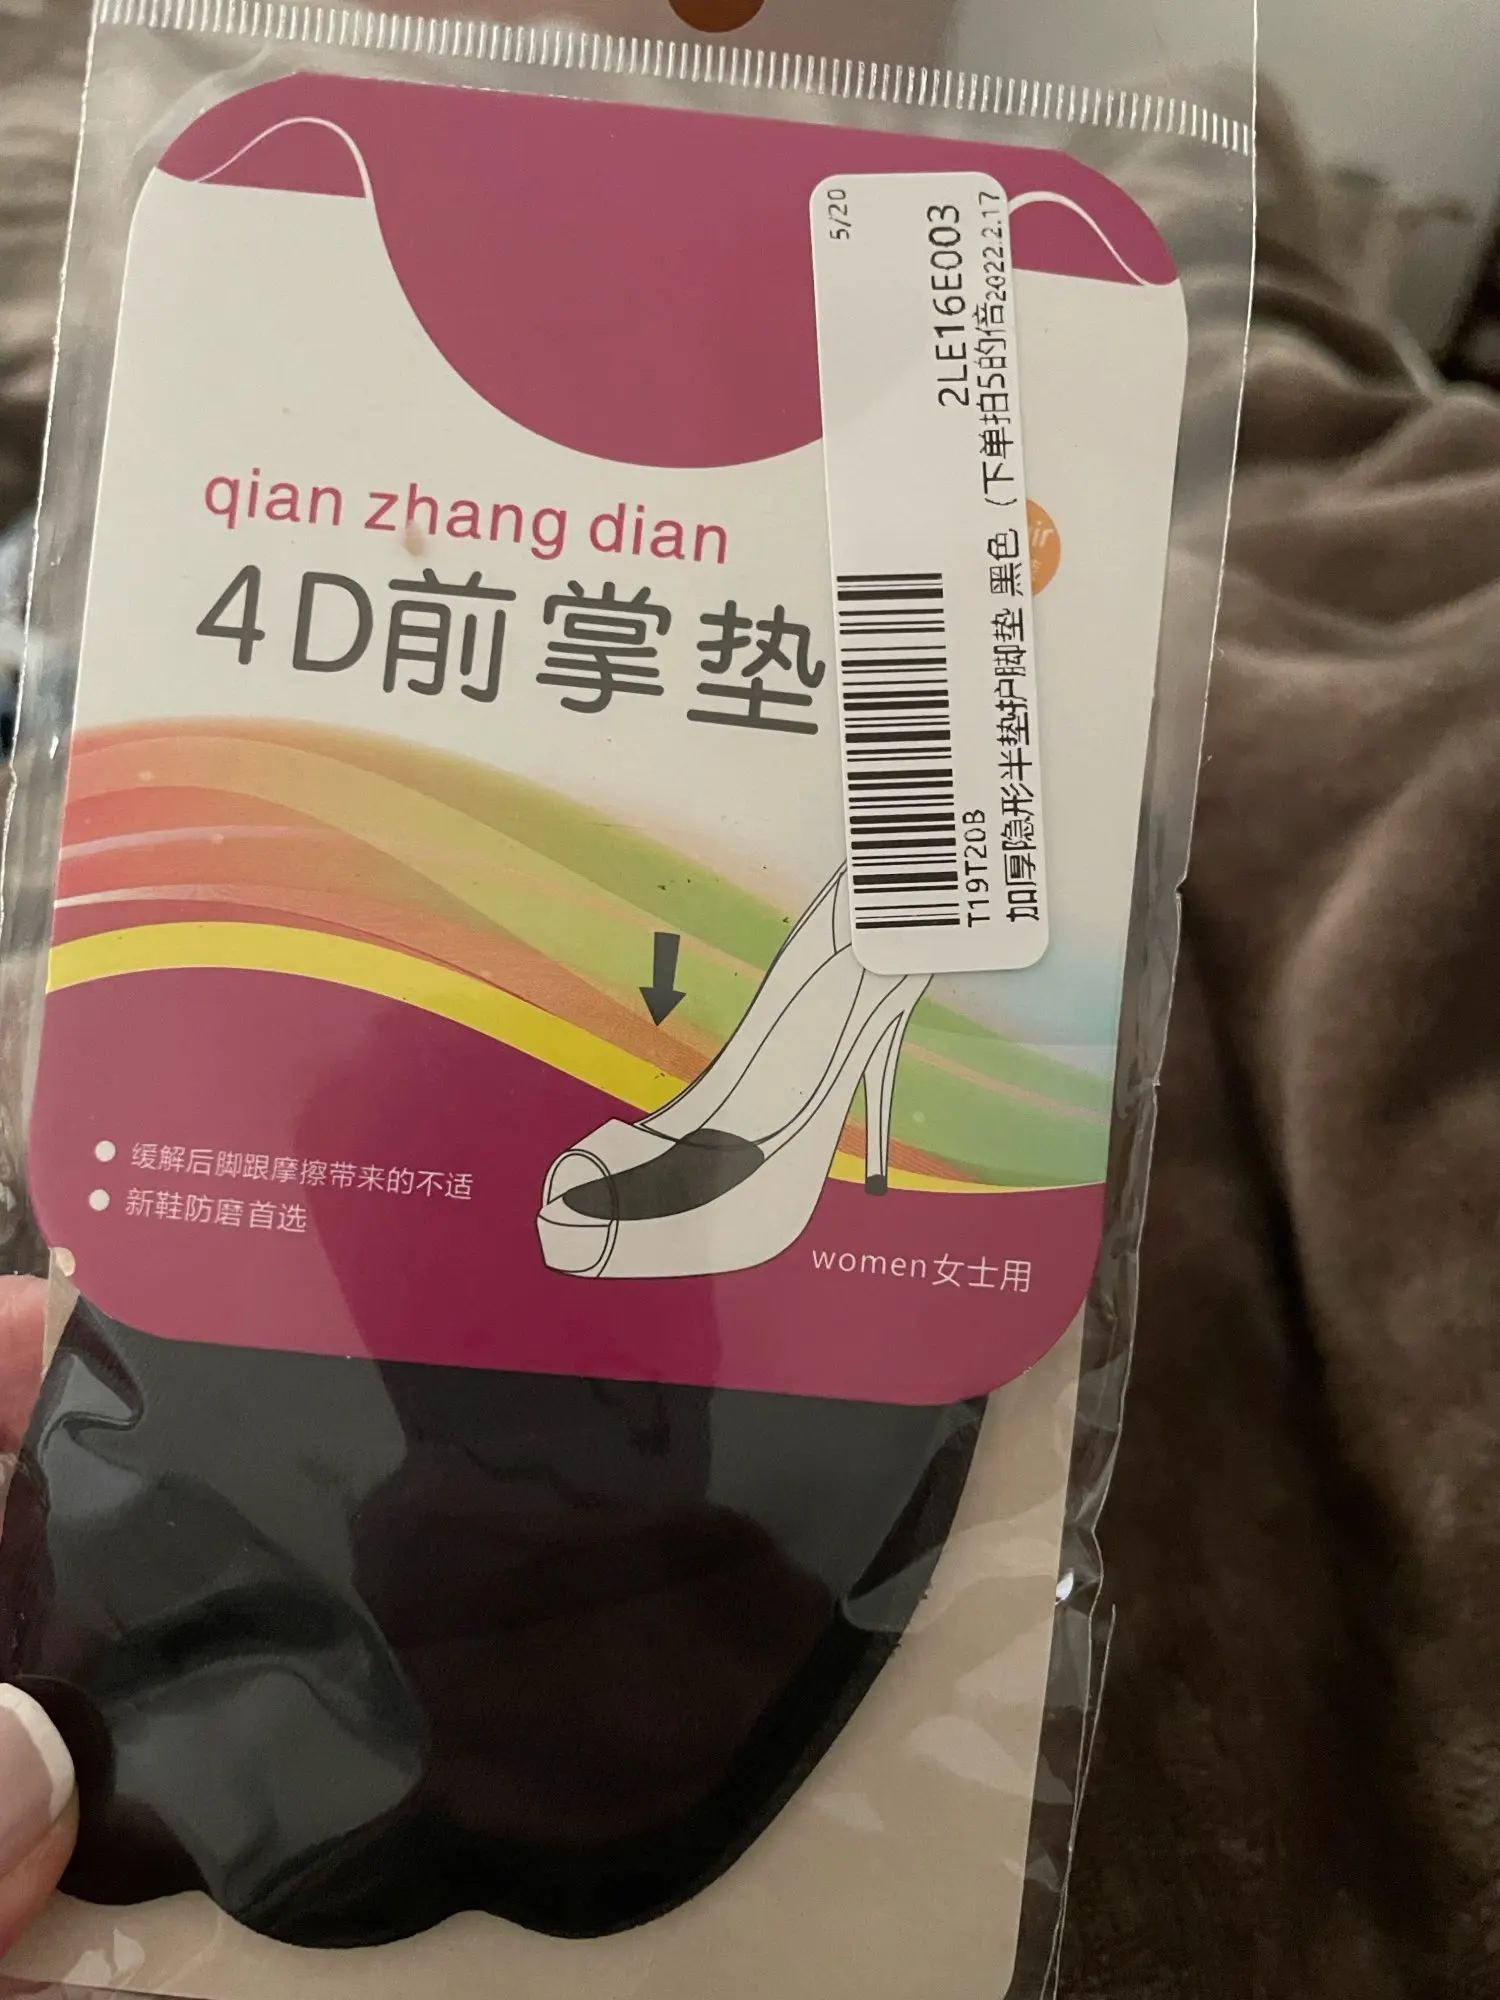 qian zhang dian
4D前掌垫
5/20
2LE16E003
T19T20B
加厚隐形半垫护脚垫 黑色（下单拍5的倍2022.2.17
缓解后脚跟摩擦带来的不适
新鞋防磨首选
women女士用